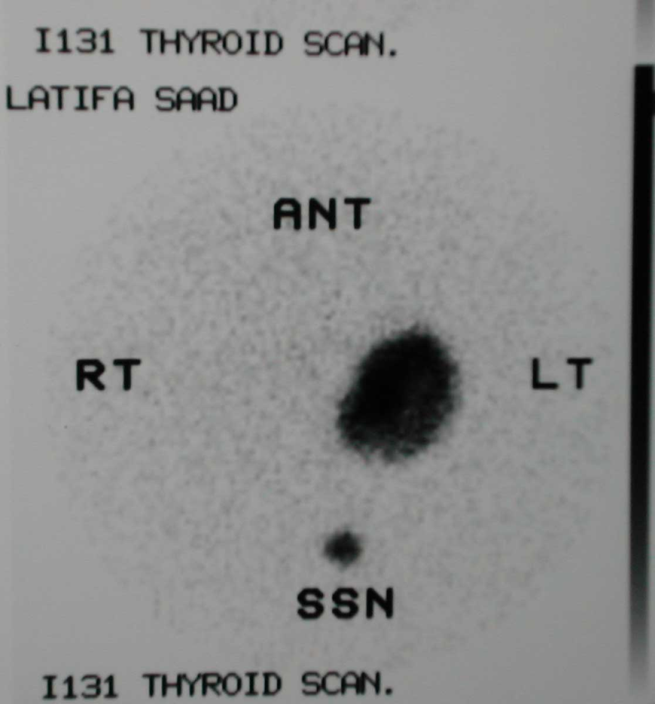 I131 THYROID SCAN.
LATIFA SAAD
ANT
RT
LT
SSN
I131 THYROID SCAN.